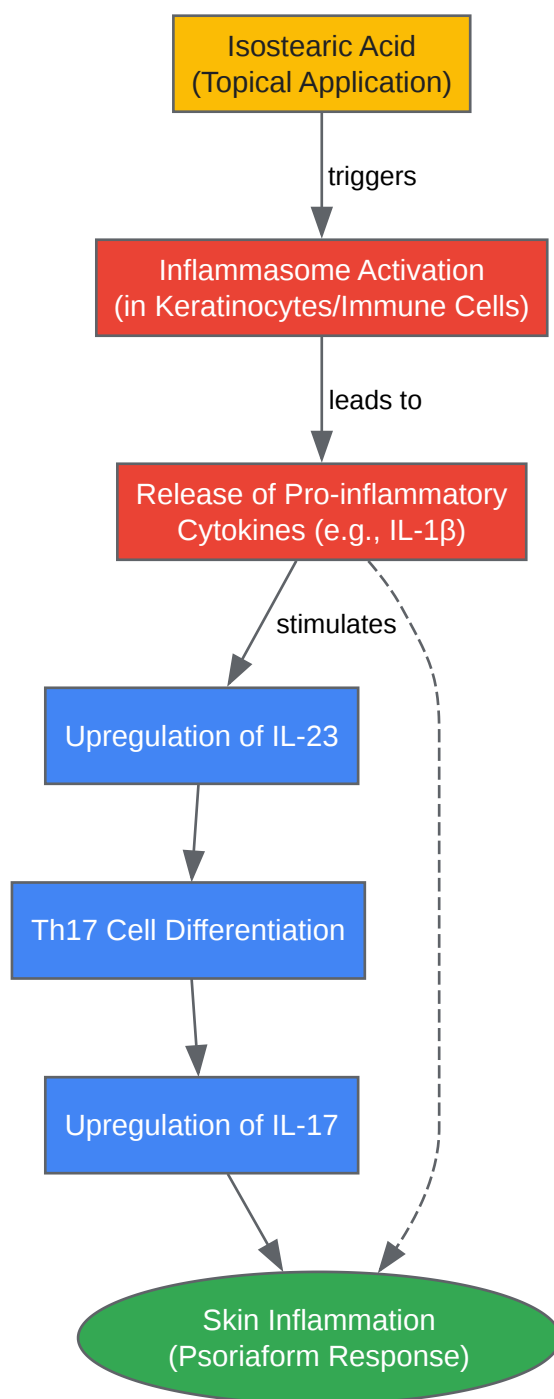 Isostearic Acid
(Topical Application)
triggers
Inflammasome Activation
(in Keratinocytes/Immune Cells)
leads to
Release of Pro-inflammatory
Cytokines (e.g., IL-1β)
stimulates
Upregulation of IL-23
Th17 Cell Differentiation
Upregulation of IL-17
Skin Inflammation
(Psoriaform Response)